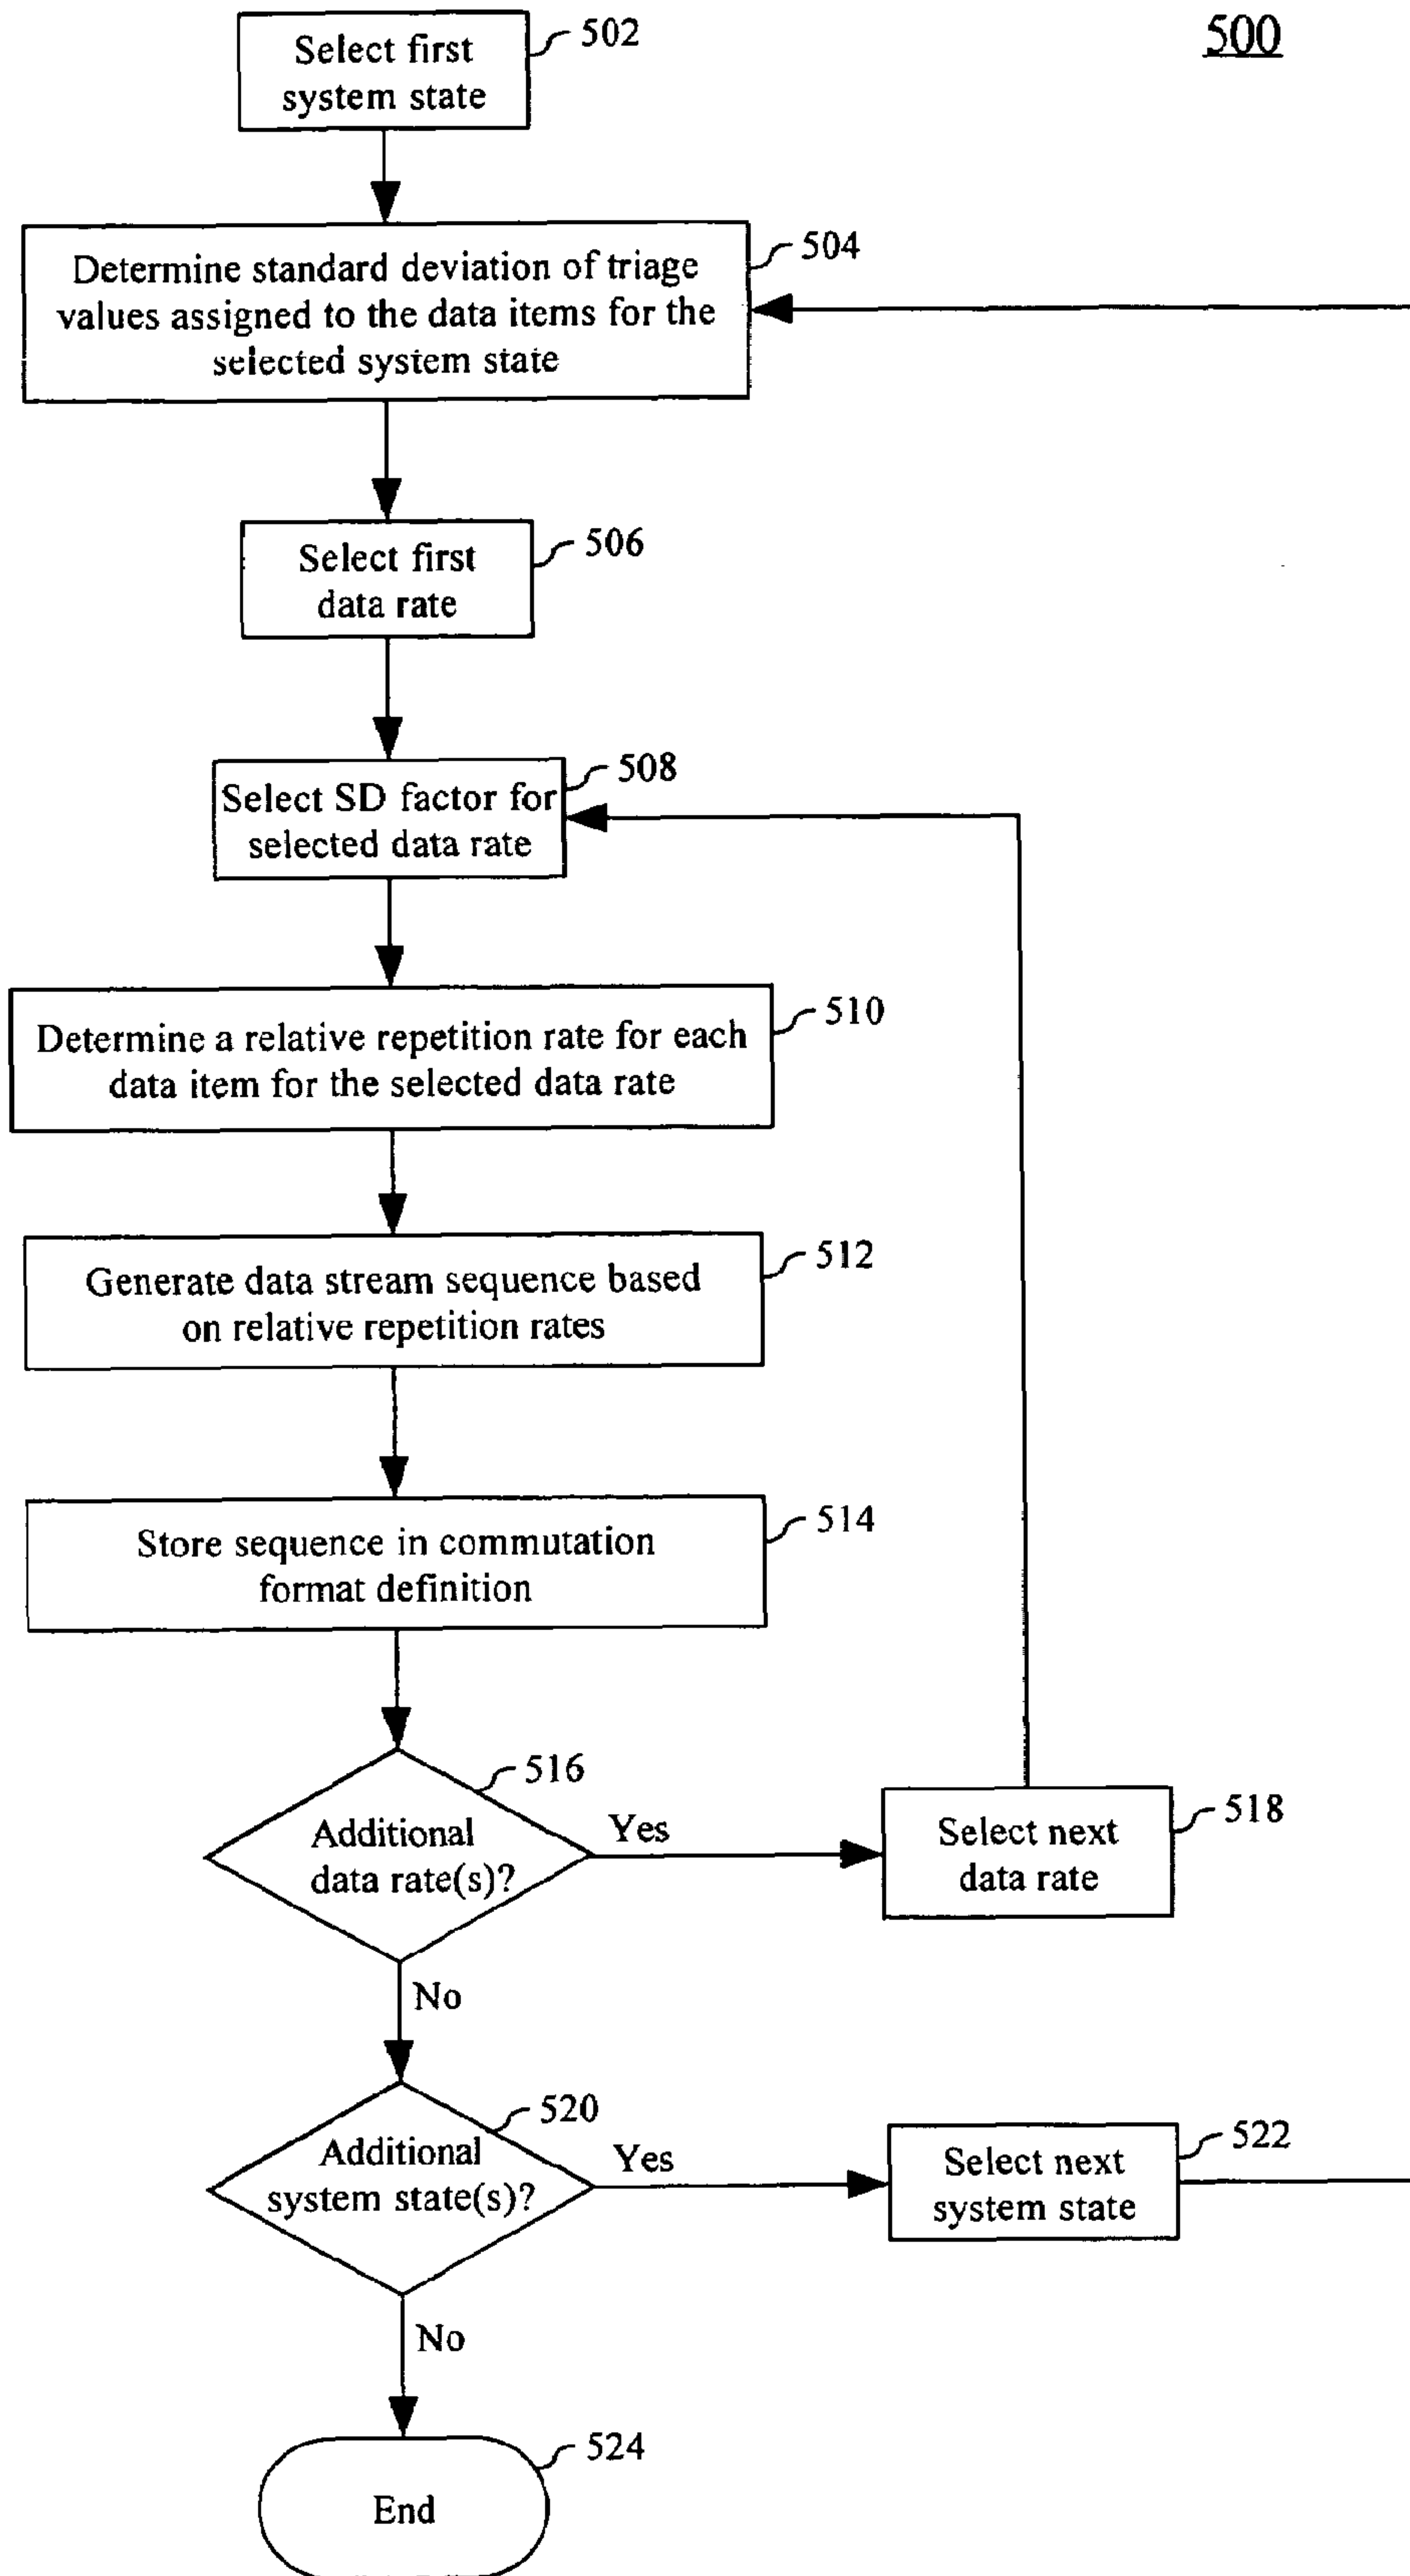 500
Select first
system state
502
Determine standard deviation of triage
values assigned to the data items for the
selected system state
504
Select first
data rate
506
Select SD factor for
selected data rate
508
Determine a relative repetition rate for each
data item for the selected data rate
510
Generate data stream sequence based
on relative repetition rates
512
Store sequence in commutation
format definition
514
Additional
data rate(s)?
516
Yes
Select next
data rate
518
No
Additional
system state(s)?
520
Yes
Select next
system state
522
No
End
524